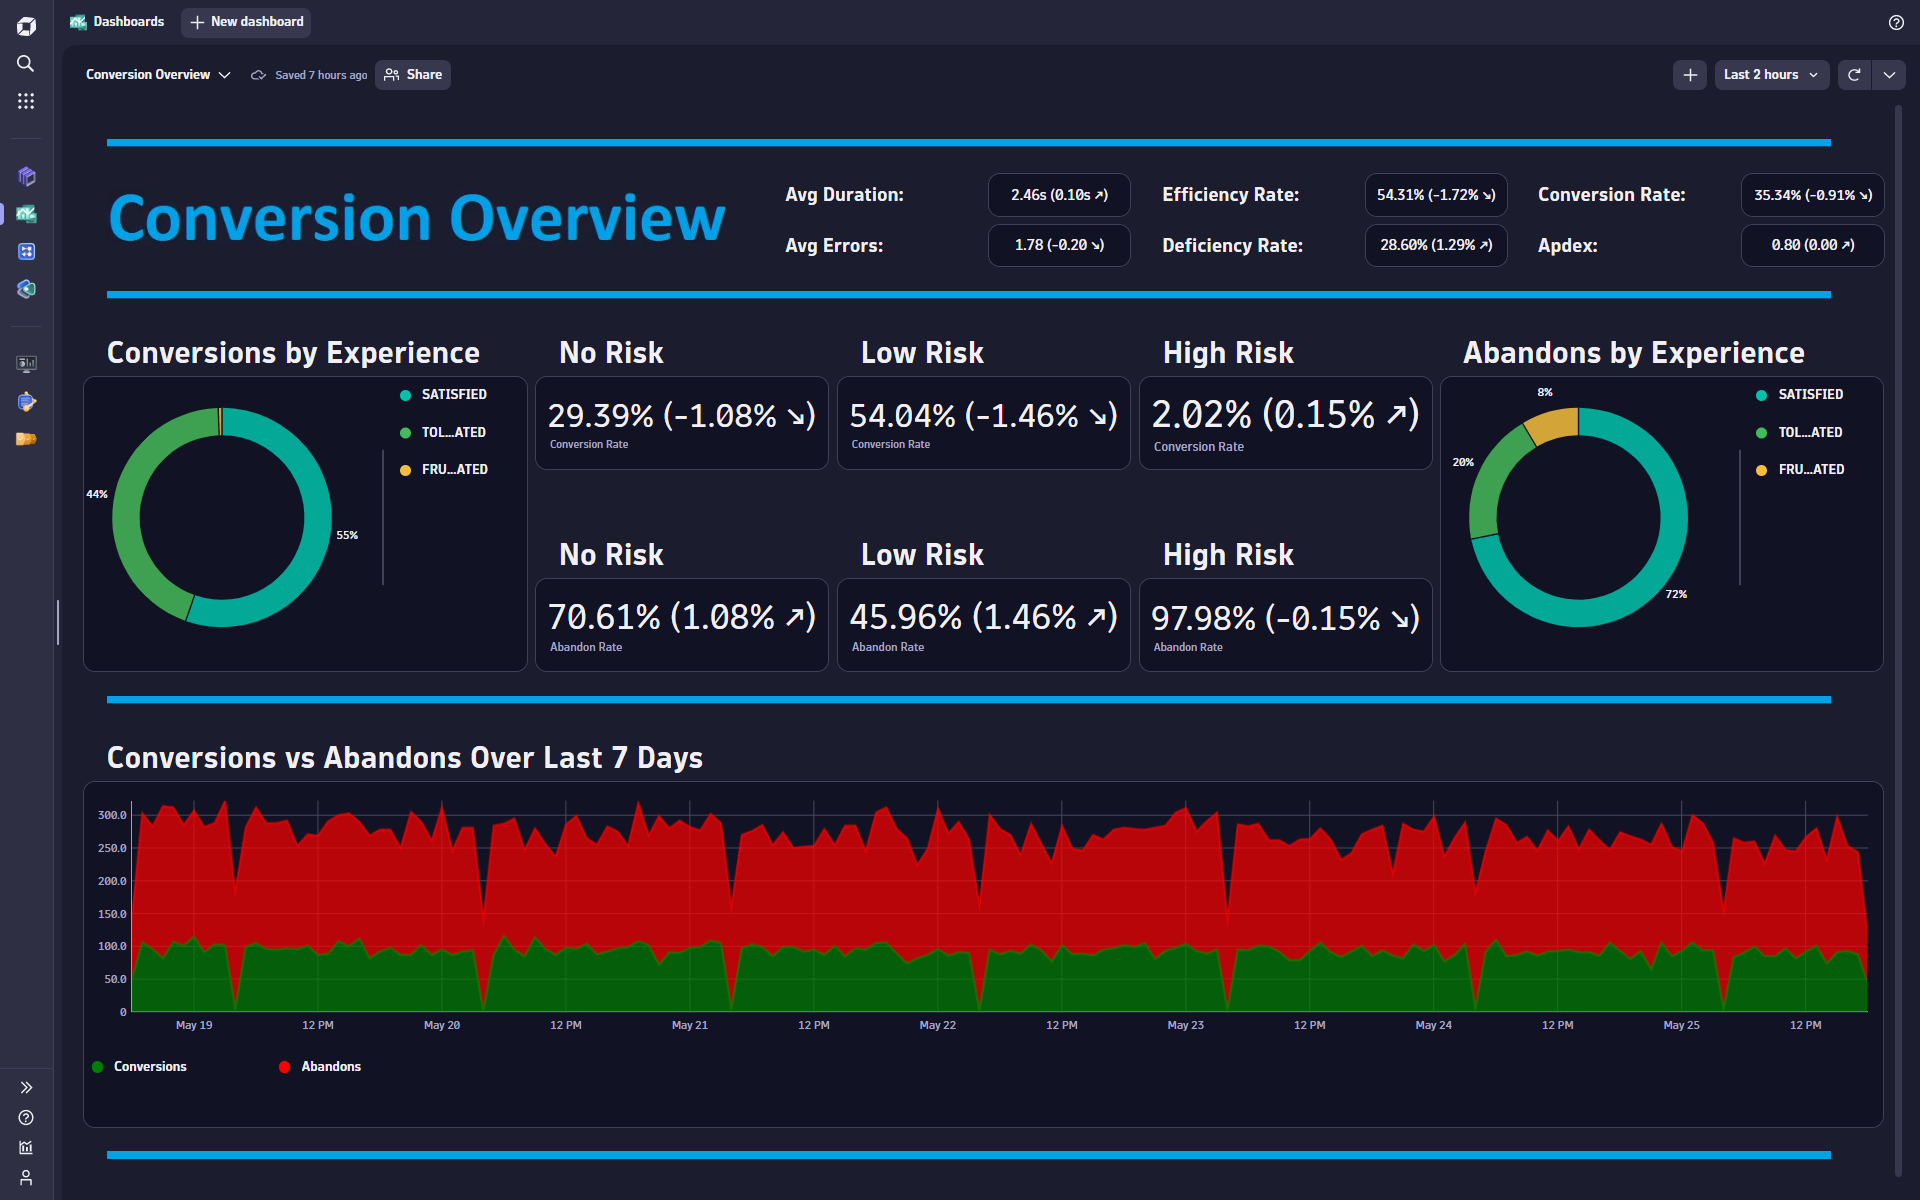 Dashboards
New dashboard
Conversion Overview
Saved 7 hours ago
Share
Last 2 hours
Conversion Overview
Avg Duration:
2.46s (0.10s ↗)
Efficiency Rate:
54.31% (-1.72% ↘)
Conversion Rate:
35.34% (-0.91% ↘)
Avg Errors:
1.78 (-0.20 ↘)
Deficiency Rate:
28.60% (1.29% ↗)
Apdex:
0.80 (0.00 ↗)
Conversions by Experience
SATISFIED
TOL...ATED
FRU...ATED
44%
55%
No Risk
29.39% (-1.08% ↘)
Conversion Rate
Low Risk
54.04% (-1.46% ↘)
Conversion Rate
High Risk
2.02% (0.15% ↗)
Conversion Rate
No Risk
70.61% (1.08% ↗)
Abandon Rate
Low Risk
45.96% (1.46% ↗)
Abandon Rate
High Risk
97.98% (-0.15% ↘)
Abandon Rate
Abandons by Experience
8%
20%
72%
SATISFIED
TOL...ATED
FRU...ATED
Conversions vs Abandons Over Last 7 Days
300.0
250.0
200.0
150.0
100.0
50.0
0
May 19
12 PM
May 20
12 PM
May 21
12 PM
May 22
12 PM
May 23
12 PM
May 24
12 PM
May 25
12 PM
Conversions
Abandons